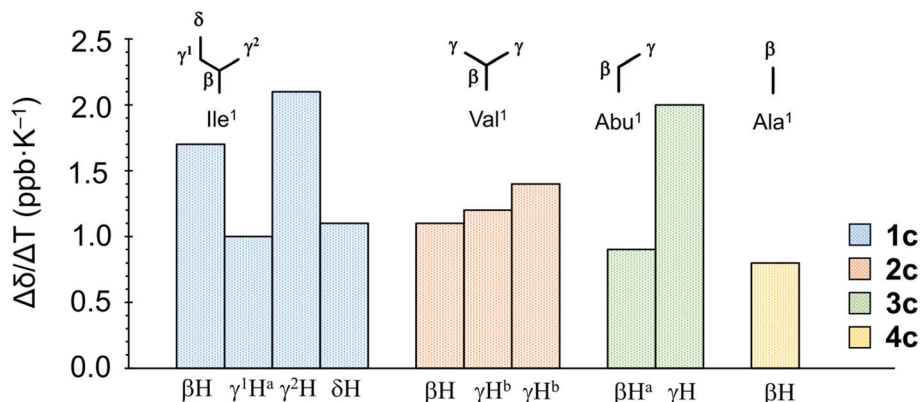 Δδ/ΔT (ppb·K⁻¹)
2.5
2.0
1.5
1.0
0.5
0.0
δ
γ¹
γ²
β
Ile¹
γ γ
β
Val¹
γ
β
Abu¹
β
Ala¹
1c
2c
3c
4c
βH γ¹Hᵃ γ²H δH βH γHᵇ γHᵇ βHᵃ γH βH